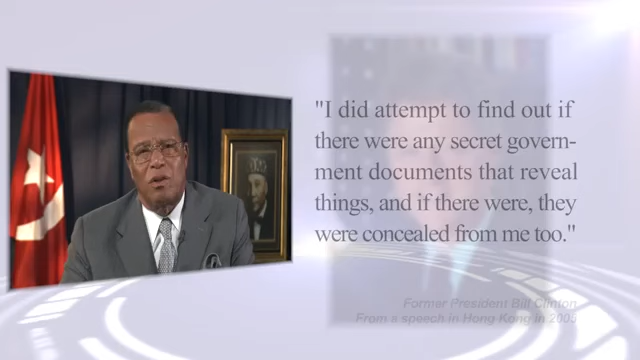 "I did attempt to find out if
there were any secret govern-
ment documents that reveal
things, and if there were, they
were concealed from me too."
Former President Bill Clinton
From a speech in Hong Kong in 2005